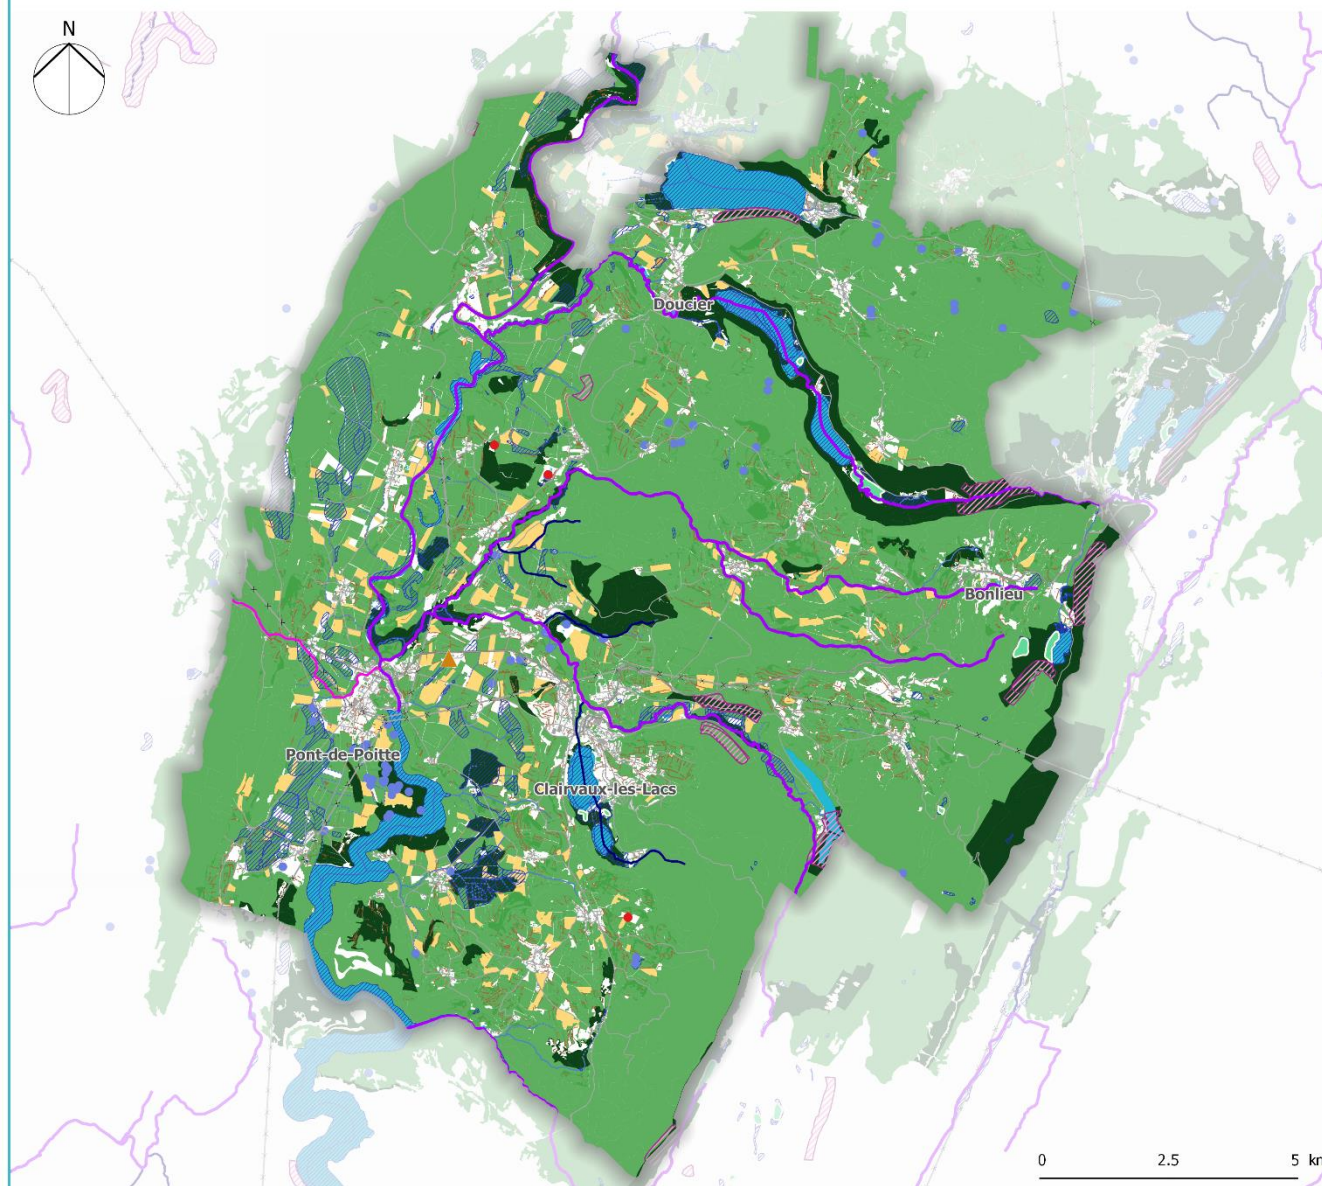 N
Doucier
Bonlieu
Pont-de-Poitte
Clairvaux-les-Lacs
0 2.5 5 km